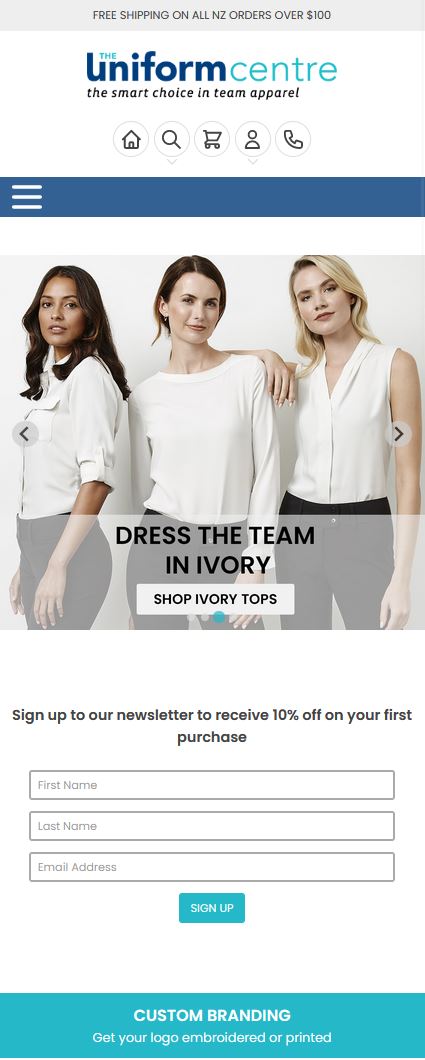 FREE SHIPPING ON ALL NZ ORDERS OVER $100
THE
uniformcentre
the smart choice in team apparel
DRESS THE TEAM
IN IVORY
SHOP IVORY TOPS
Sign up to our newsletter to receive 10% off on your first
purchase
First Name
Last Name
Email Address
SIGN UP
CUSTOM BRANDING
Get your logo embroidered or printed